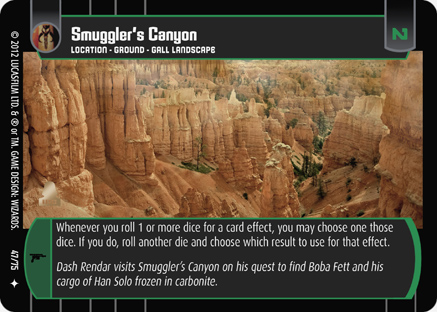 Smuggler's Canyon
LOCATION - GROUND - GALL LANDSCAPE
N
Whenever you roll 1 or more dice for a card effect, you may choose one those
dice. If you do, roll another die and choose which result to use for that effect.
Dash Rendar visits Smuggler's Canyon on his quest to find Boba Fett and his
cargo of Han Solo frozen in carbonite.
© 2012 LUCASFILM LTD. & ® or TM. GAME DESIGN: WIZARDS.
47/75